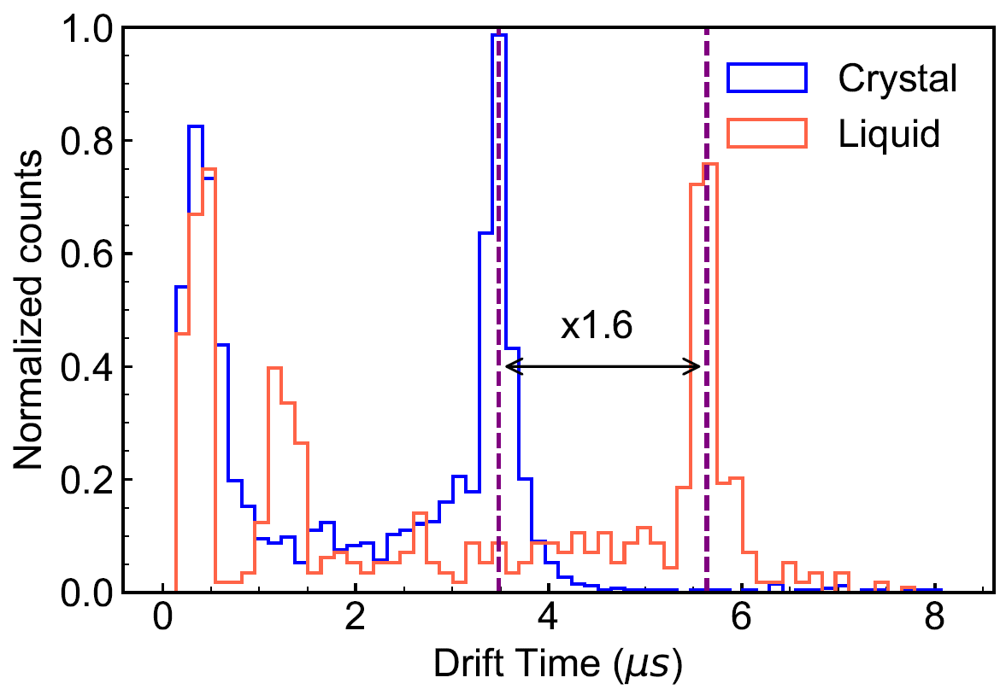 1.0
0.8
0.6
0.4
0.2
0.0
Normalized counts
Crystal
Liquid
x1.6
0 2 4 6 8
Drift Time (μs)